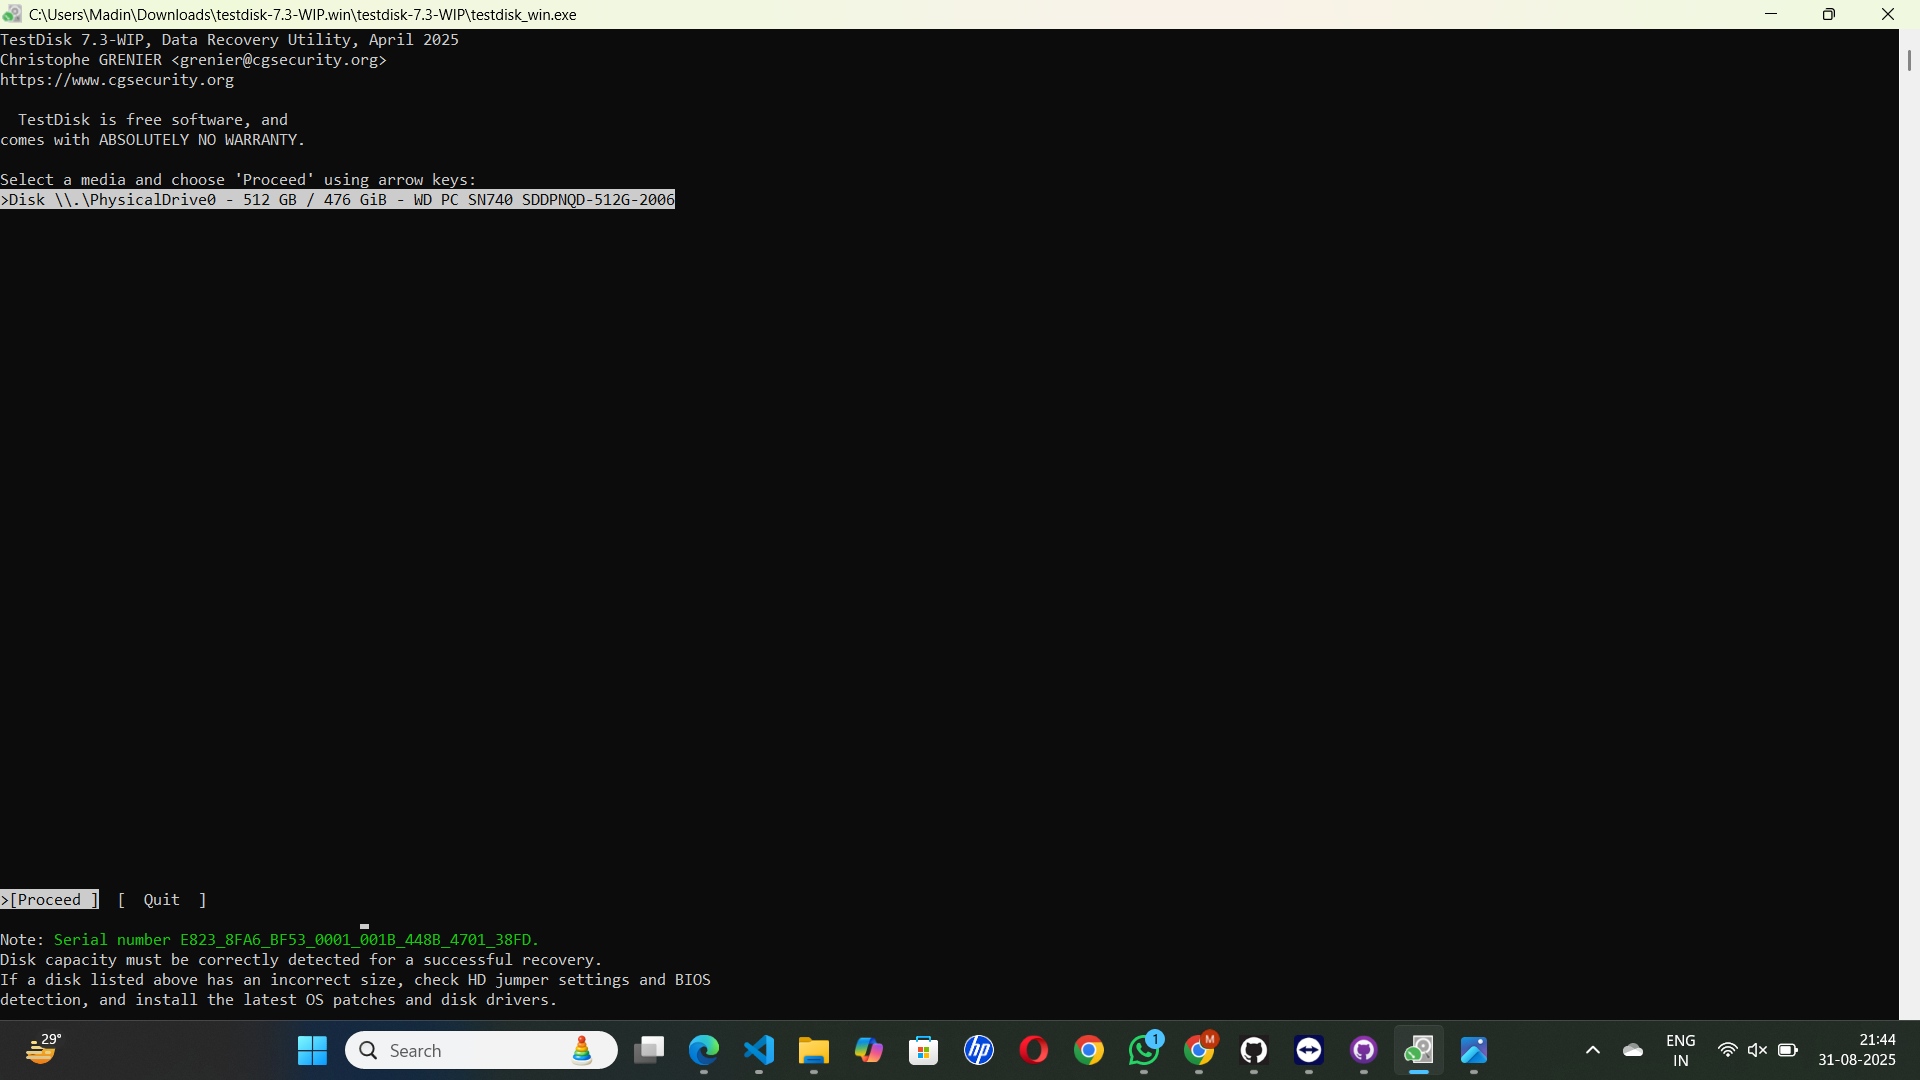 C:\Users\Madin\Downloads\testdisk-7.3-WIP.win\testdisk-7.3-WIP\testdisk_win.exe
TestDisk 7.3-WIP, Data Recovery Utility, April 2025
Christophe GRENIER <grenier@cgsecurity.org>
https://www.cgsecurity.org
TestDisk is free software, and
comes with ABSOLUTELY NO WARRANTY.
Select a media and choose 'Proceed' using arrow keys:
>Disk \\.\PhysicalDrive0 - 512 GB / 476 GiB - WD PC SN740 SDDPNQD-512G-2006
>[Proceed ]  [  Quit  ]
Note: Serial number E823_8FA6_BF53_0001_001B_448B_4701_38FD.
Disk capacity must be correctly detected for a successful recovery.
If a disk listed above has an incorrect size, check HD jumper settings and BIOS
detection, and install the latest OS patches and disk drivers.
29°
Search
hp
1
M
ENG
IN
21:44
31-08-2025